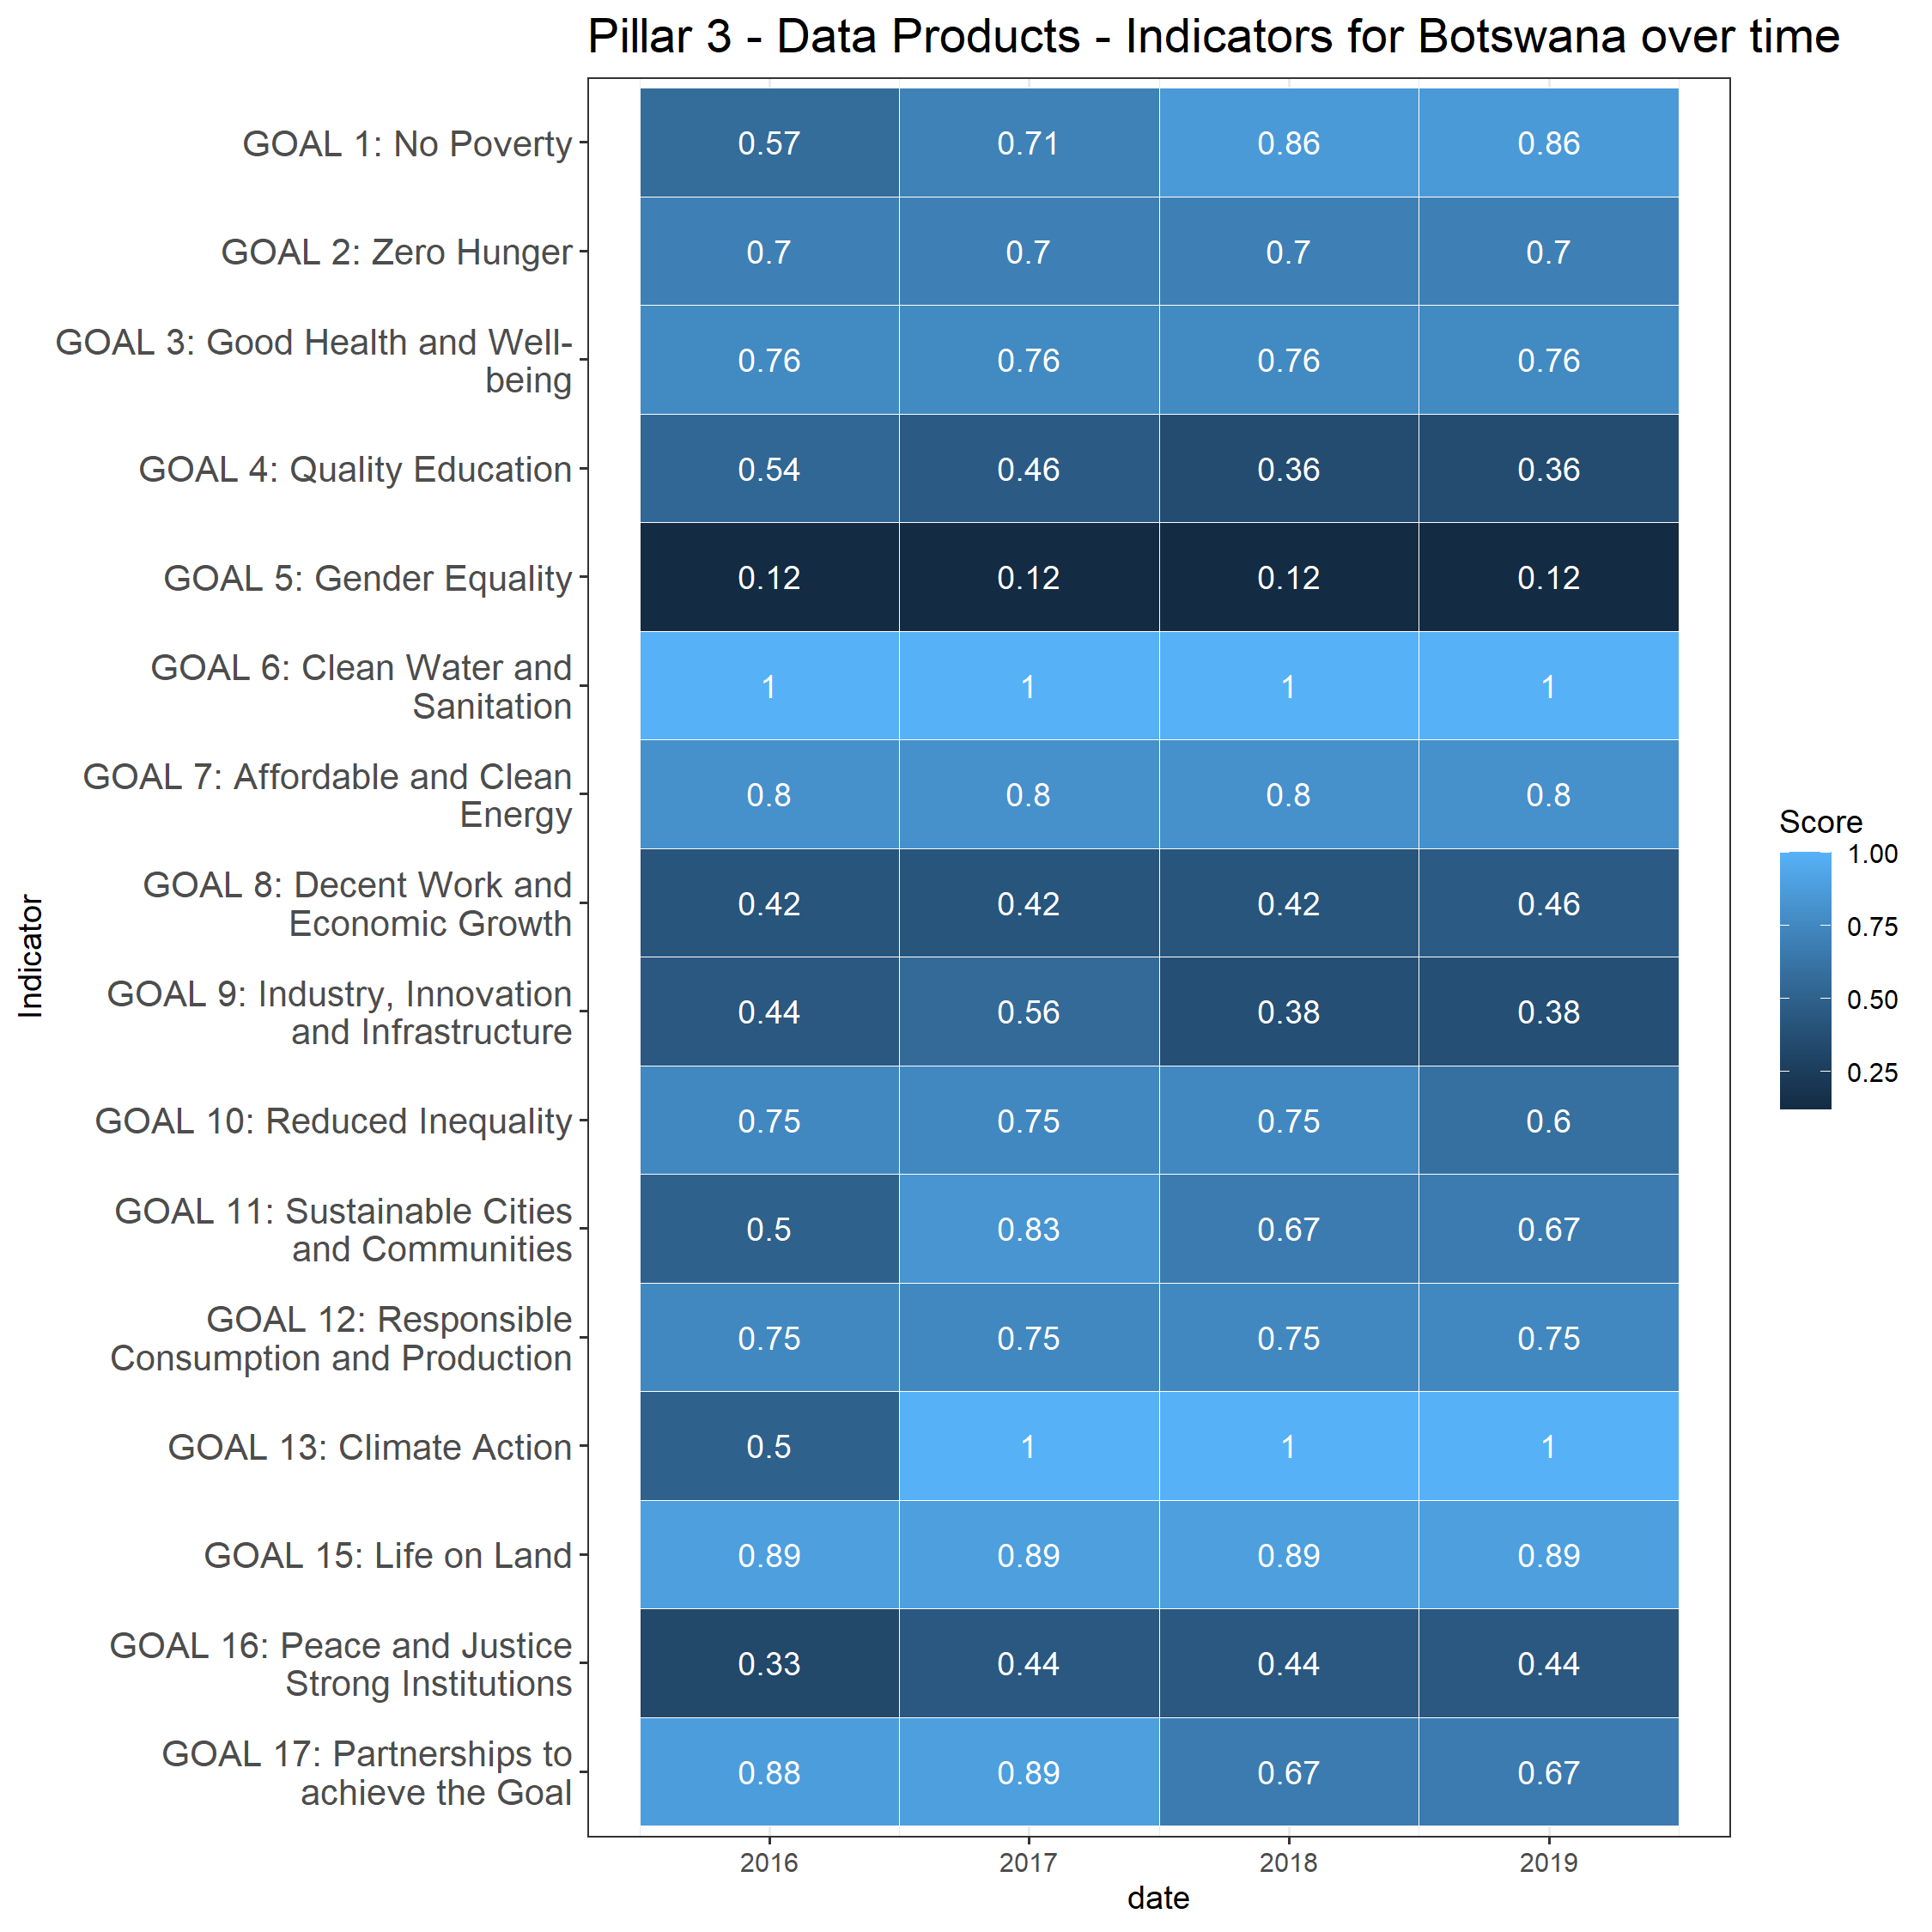 Pillar 3 - Data Products - Indicators for Botswana over time
GOAL 1: No Poverty
0.57 0.71 0.86 0.86
GOAL 2: Zero Hunger
0.7 0.7 0.7 0.7
GOAL 3: Good Health and Well-
being
0.76 0.76 0.76 0.76
GOAL 4: Quality Education
0.54 0.46 0.36 0.36
GOAL 5: Gender Equality
0.12 0.12 0.12 0.12
GOAL 6: Clean Water and
Sanitation
1 1 1 1
GOAL 7: Affordable and Clean
Energy
0.8 0.8 0.8 0.8
GOAL 8: Decent Work and
Economic Growth
0.42 0.42 0.42 0.46
GOAL 9: Industry, Innovation
and Infrastructure
0.44 0.56 0.38 0.38
GOAL 10: Reduced Inequality
0.75 0.75 0.75 0.6
GOAL 11: Sustainable Cities
and Communities
0.5 0.83 0.67 0.67
GOAL 12: Responsible
Consumption and Production
0.75 0.75 0.75 0.75
GOAL 13: Climate Action
0.5 1 1 1
GOAL 15: Life on Land
0.89 0.89 0.89 0.89
GOAL 16: Peace and Justice
Strong Institutions
0.33 0.44 0.44 0.44
GOAL 17: Partnerships to
achieve the Goal
0.88 0.89 0.67 0.67
2016 2017 2018 2019
date
Indicator
Score
1.00
0.75
0.50
0.25